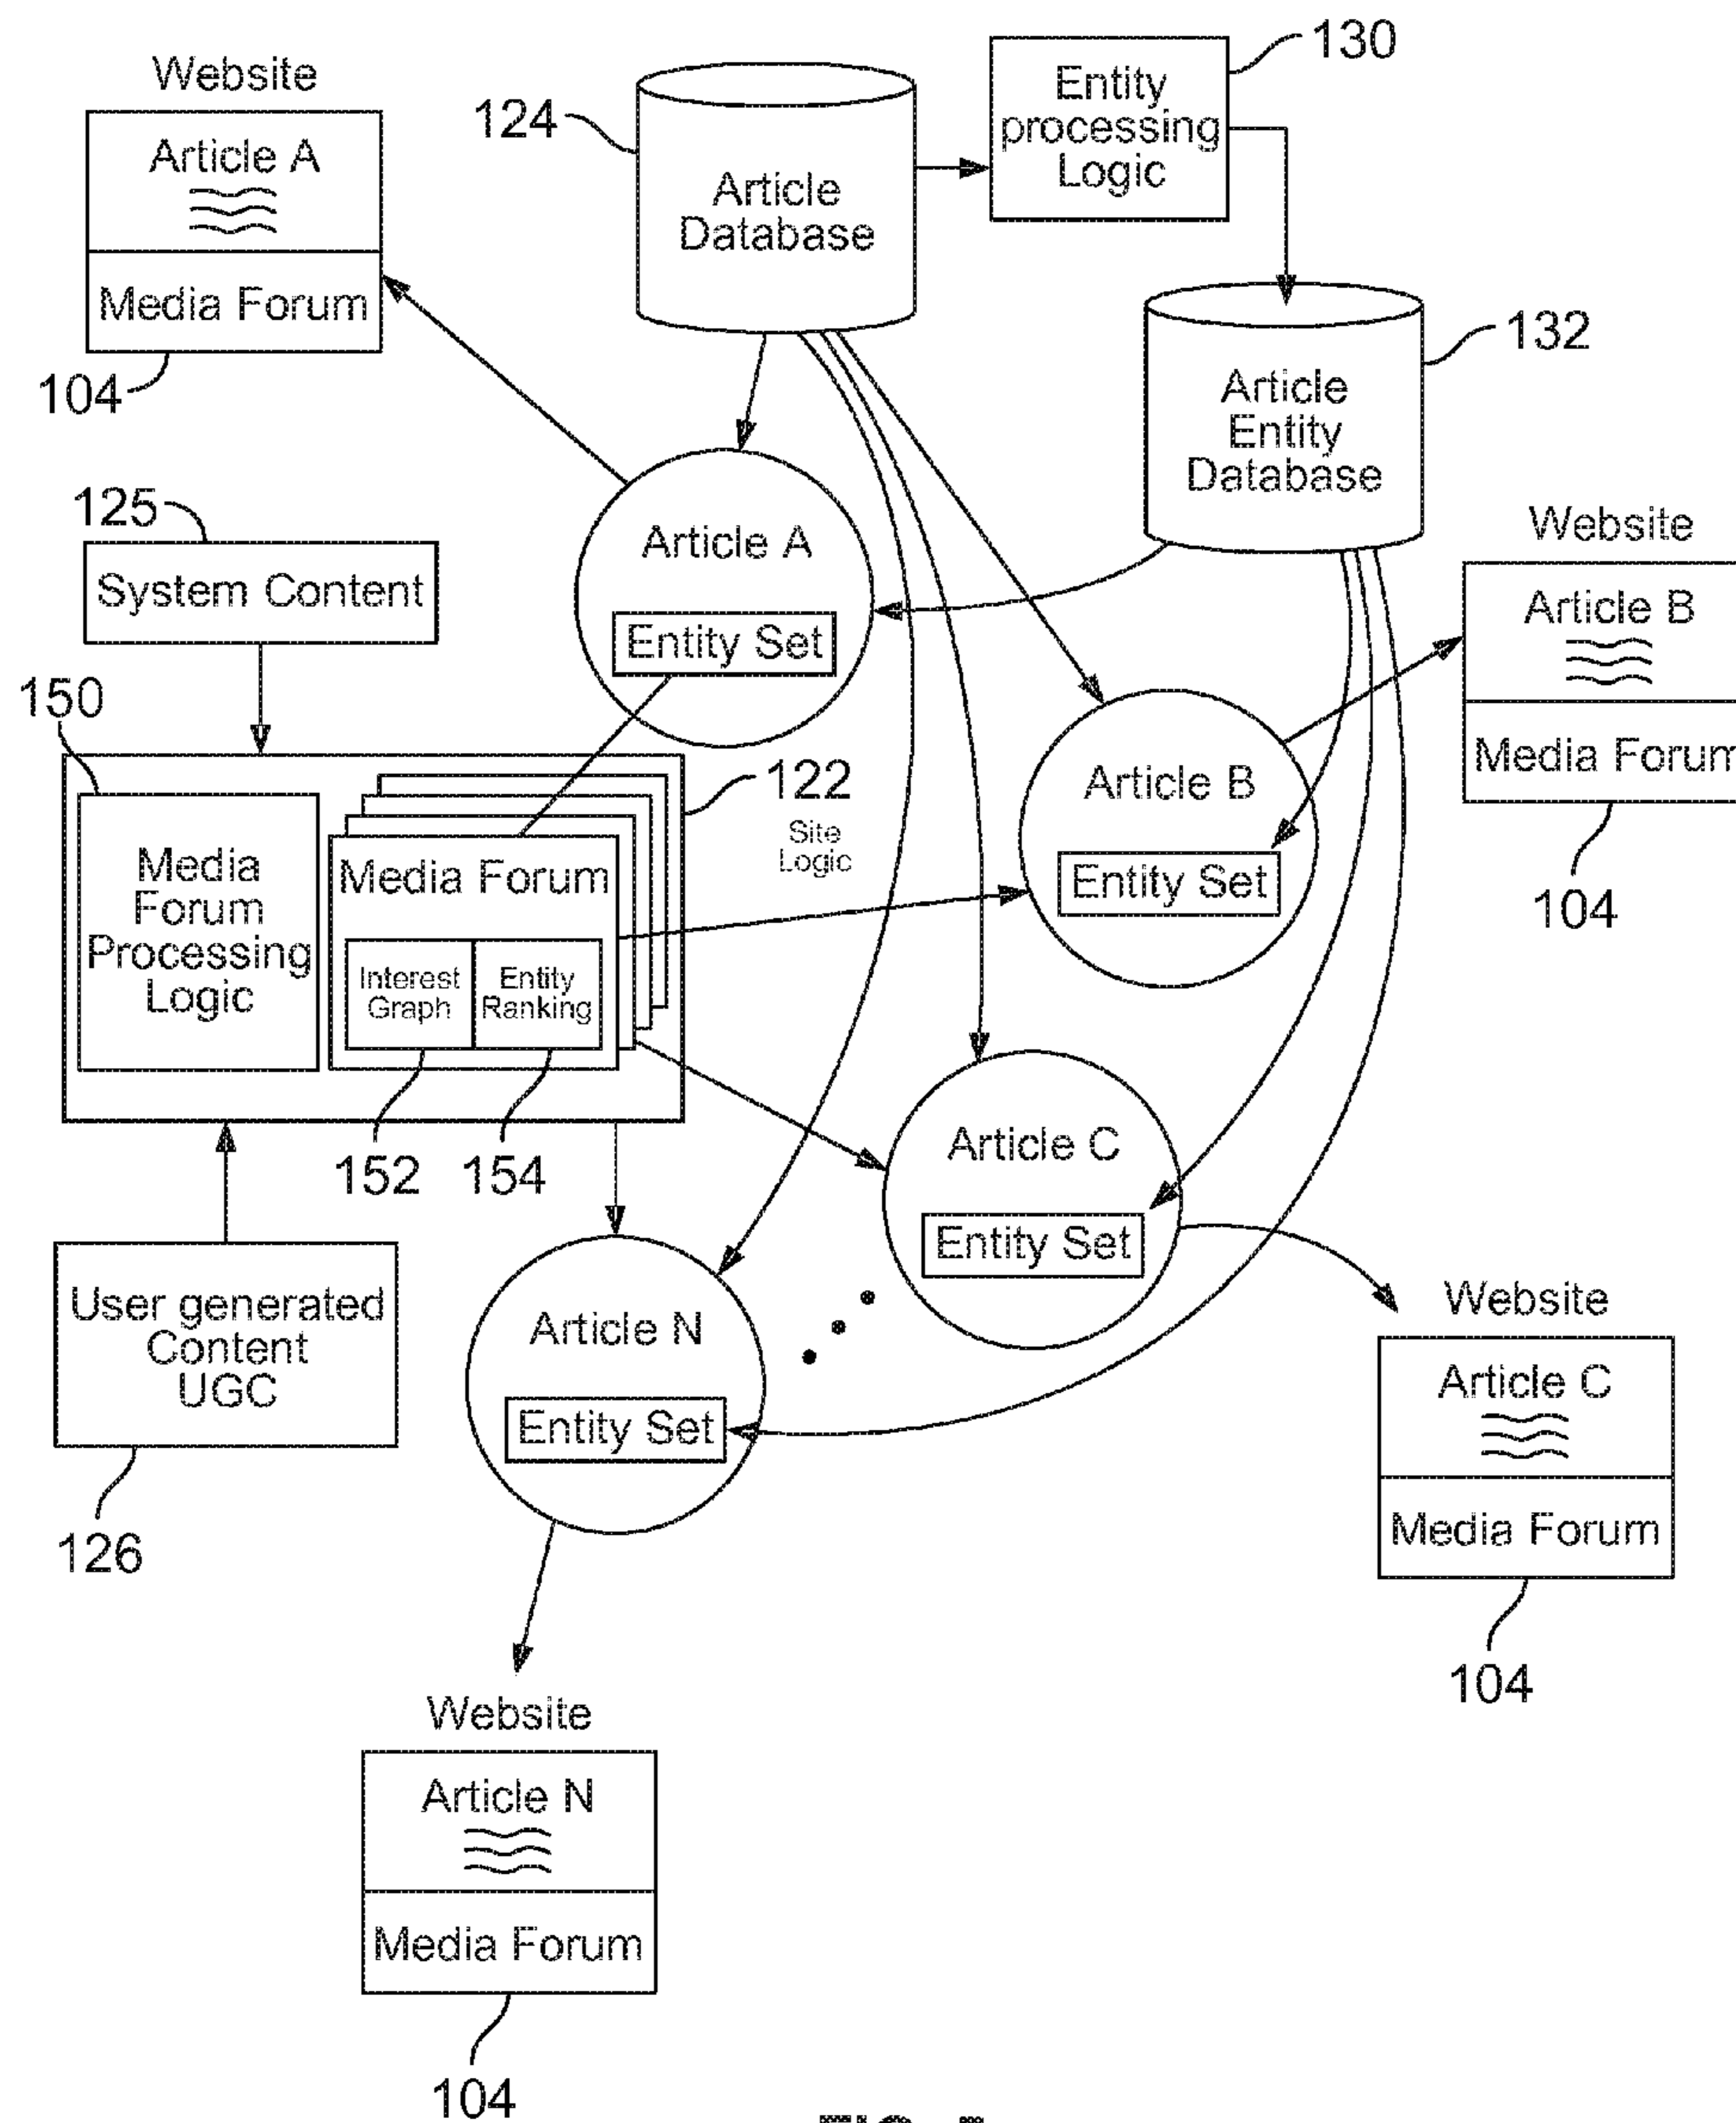 130
Website
124
Entity
processing
Logic
Article A
Article
Database
Media Forum
104
132
Article
Entity
Database
125
System Content
Article A
Entity Set
Website
Article B
Media Forum
104
150
122
Site
Logic
Media
Forum
Processing
Logic
Media Forum
Interest
Graph
Entity
Ranking
152
154
Article B
Entity Set
Article C
Entity Set
User generated
Content
UGC
126
Article N
Entity Set
Website
Article C
Media Forum
104
Website
Article N
Media Forum
104